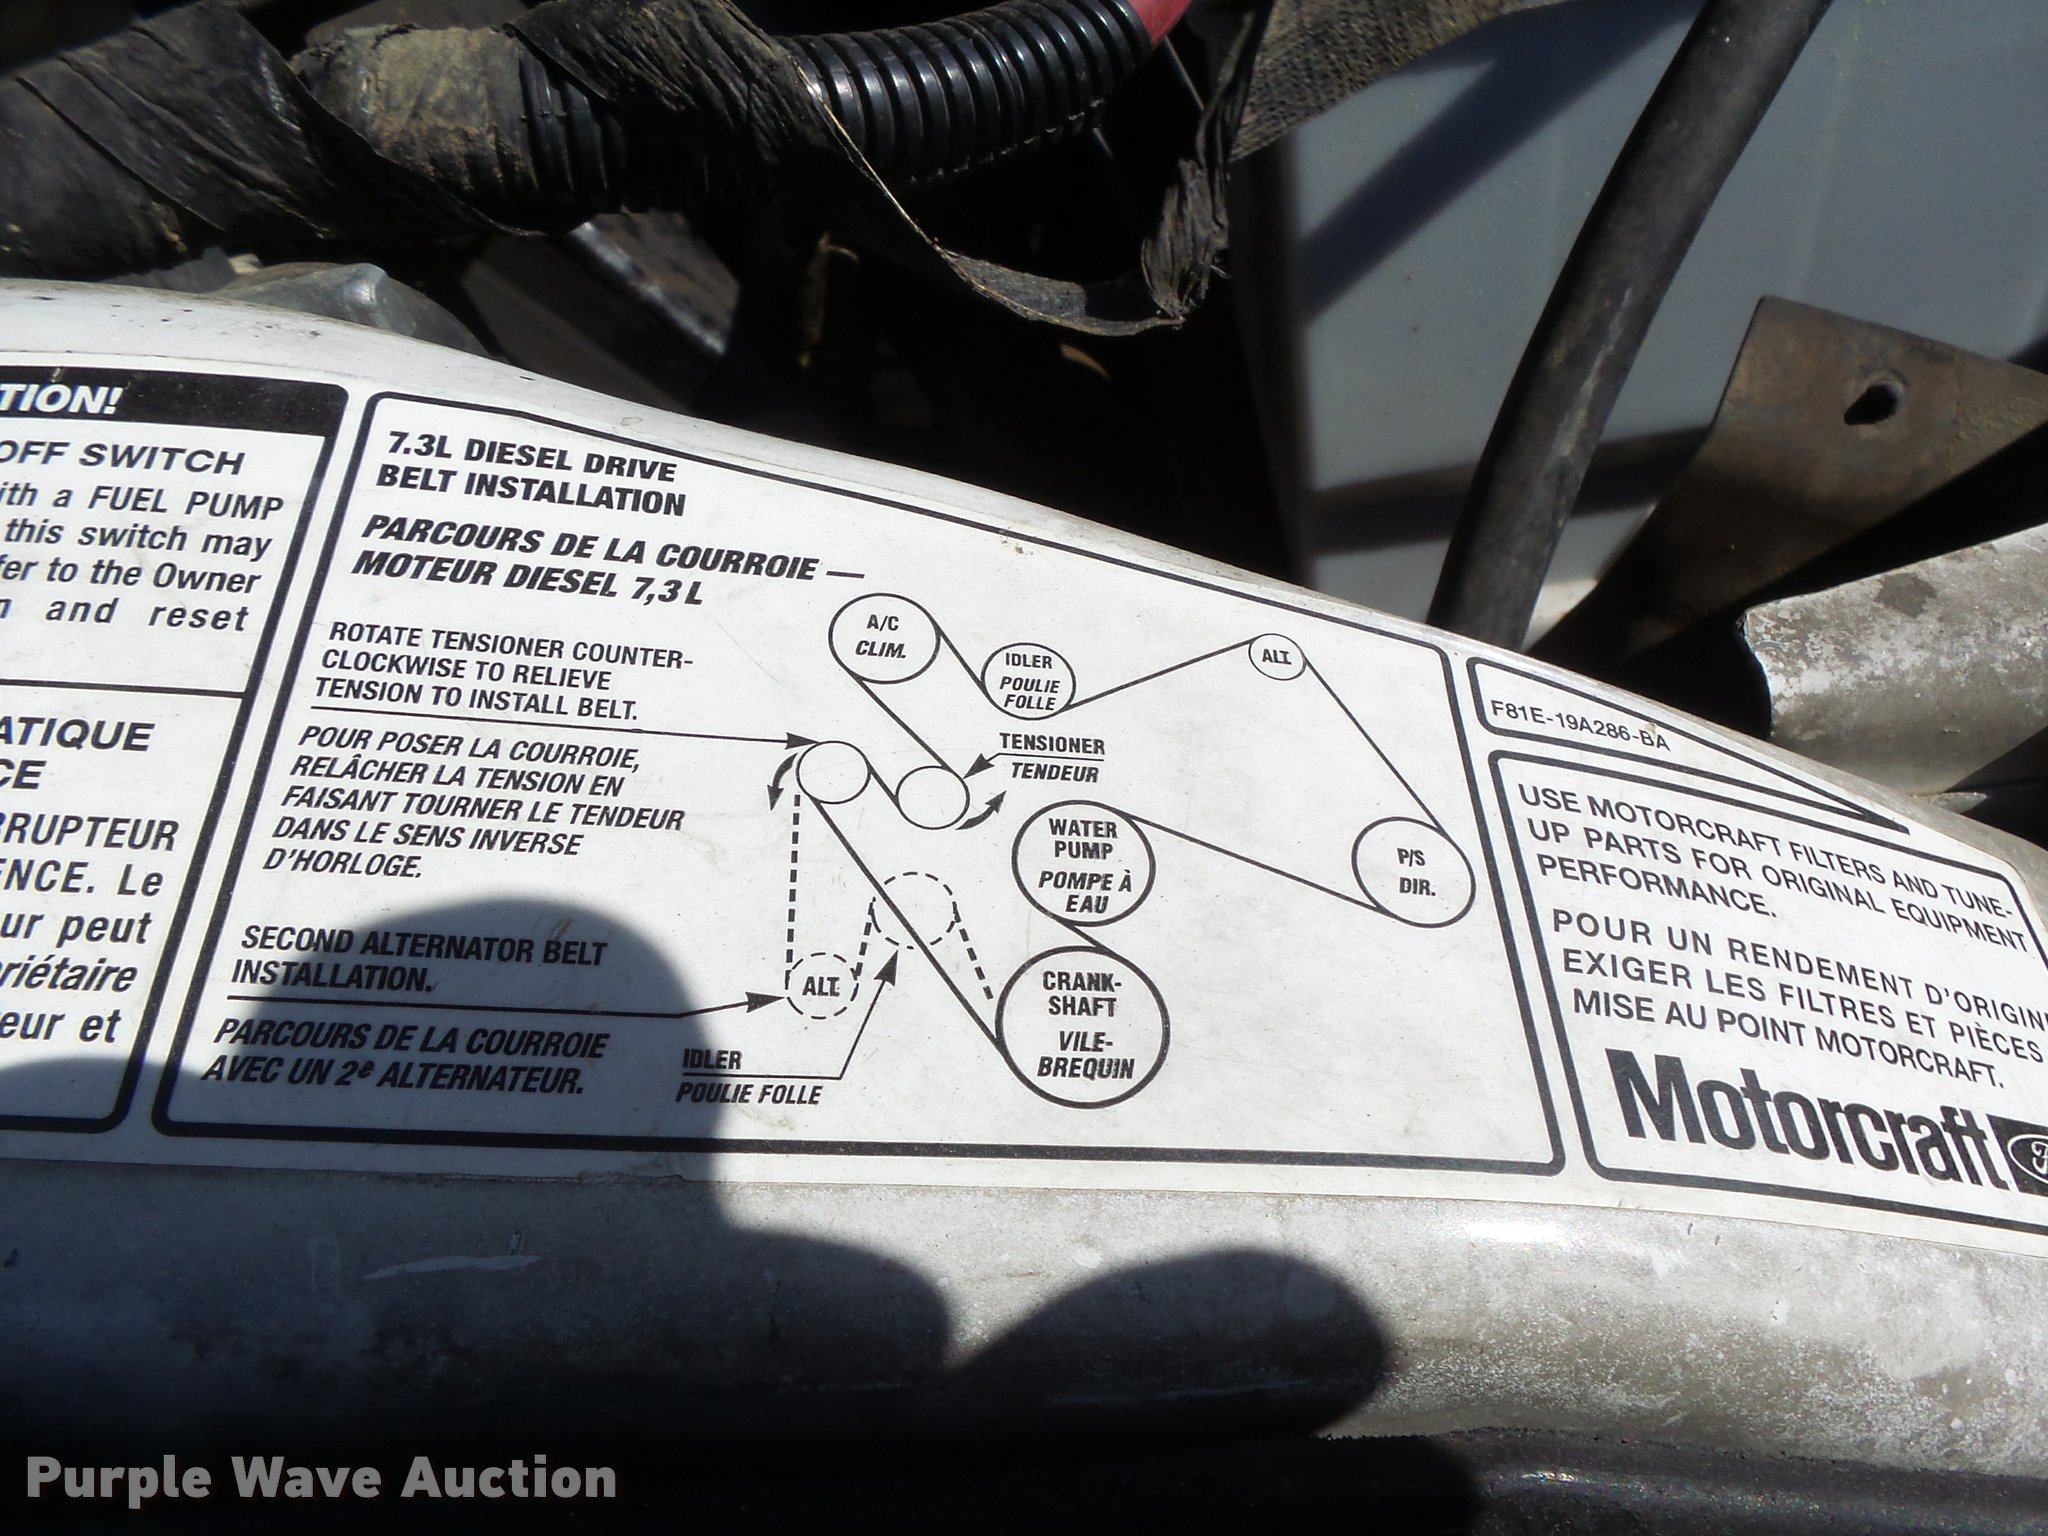 TION!
OFF SWITCH
ith a FUEL PUMP
this switch may
fer to the Owner
n and reset
ATIQUE
CE
RRUPTEUR
ENCE. Le
ur peut
priétaire
eur et
7.3L DIESEL DRIVE
BELT INSTALLATION
PARCOURS DE LA COURROIE —
MOTEUR DIESEL 7,3 L
ROTATE TENSIONER COUNTER-
CLOCKWISE TO RELIEVE
TENSION TO INSTALL BELT.
POUR POSER LA COURROIE,
RELÂCHER LA TENSION EN
FAISANT TOURNER LE TENDEUR
DANS LE SENS INVERSE
D'HORLOGE.
SECOND ALTERNATOR BELT
INSTALLATION.
PARCOURS DE LA COURROIE
AVEC UN 2e ALTERNATEUR.
A/C
CLIM.
IDLER
POULIE
FOLLE
ALT.
TENSIONER
TENDEUR
WATER
PUMP
POMPE À
EAU
P/S
DIR.
ALT.
CRANK-
SHAFT
VILE-
BREQUIN
IDLER
POULIE FOLLE
F81E-19A286-BA
USE MOTORCRAFT FILTERS AND TUNE-
UP PARTS FOR ORIGINAL EQUIPMENT
PERFORMANCE.
POUR UN RENDEMENT D'ORIGIN
EXIGER LES FILTRES ET PIÈCES
MISE AU POINT MOTORCRAFT.
Motorcraft
Purple Wave Auction